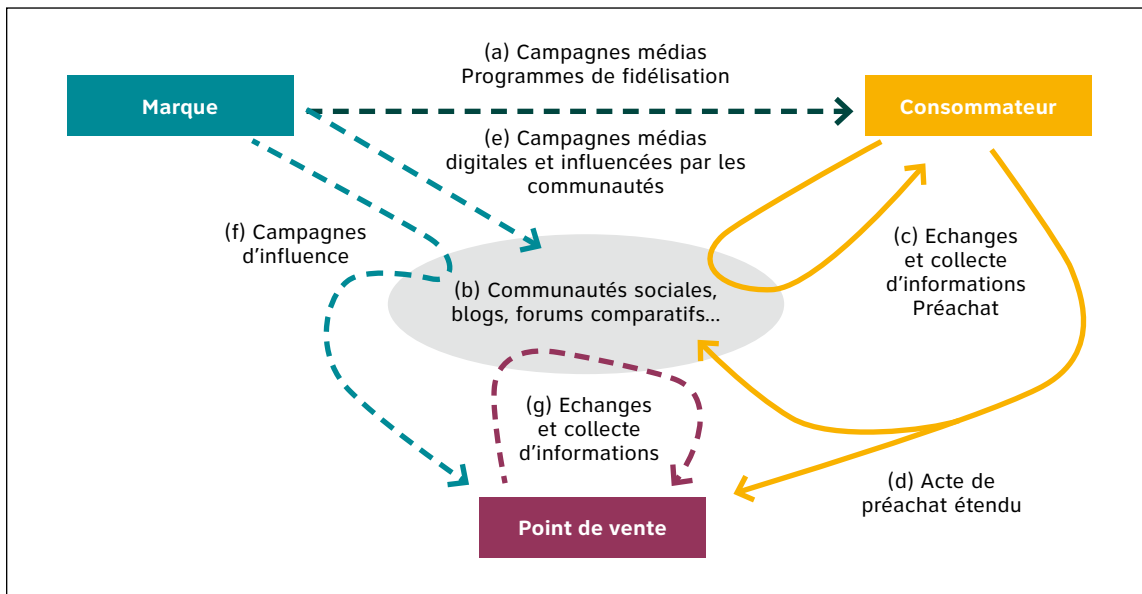 (a) Campagnes médias
Programmes de fidélisation
Marque
Consommateur
(e) Campagnes médias
digitales et influencées par les
communautés
(f) Campagnes
d’influence
(c) Echanges
et collecte
d’informations
Préachat
(b) Communautés sociales,
blogs, forums comparatifs...
(g) Echanges
et collecte
d’informations
(d) Acte de
préachat étendu
Point de vente